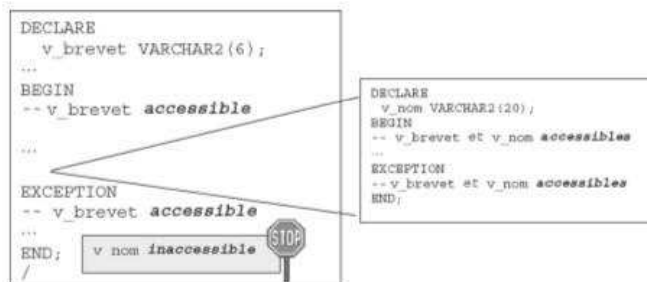 DECLARE
v_brevet VARCHAR2(6);
...
BEGIN
-- v_brevet accessible
...
EXCEPTION
-- v_brevet accessible
...
END;
/
v nom inaccessible
STOP
DECLARE
v_nom VARCHAR2(20);
BEGIN
-- v_brevet et v_nom accessibles
...
EXCEPTION
-- v_brevet et v_nom accessibles
END;